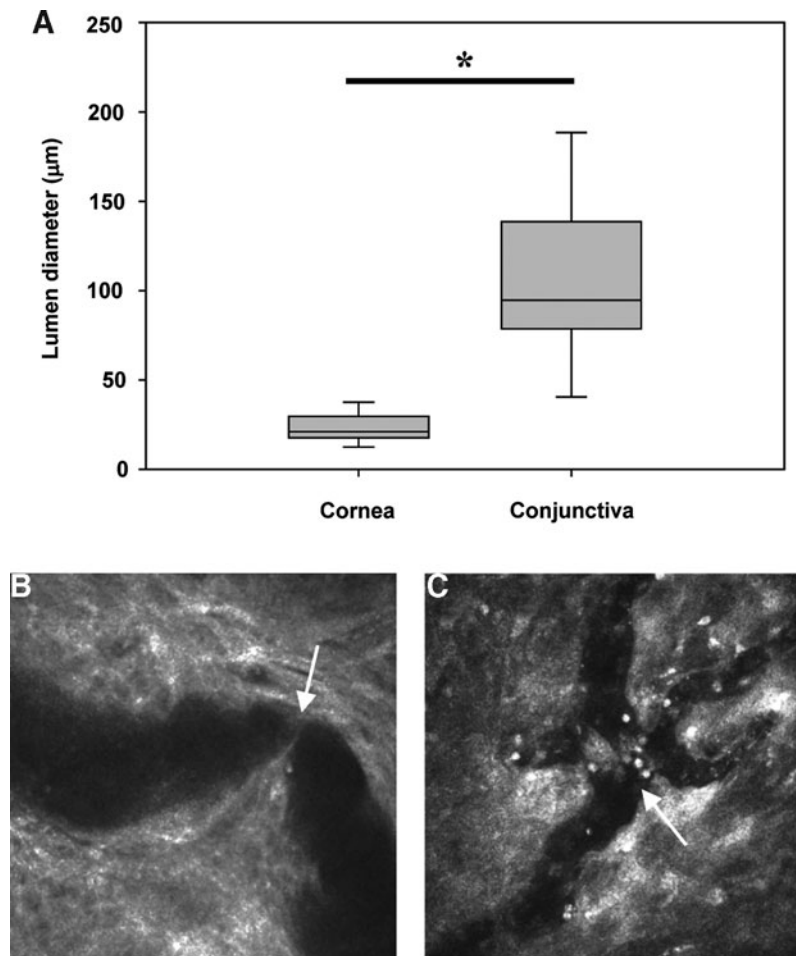 A
250
200
150
100
50
0
Lumen diameter (μm)
*
Cornea
Conjunctiva
B
C